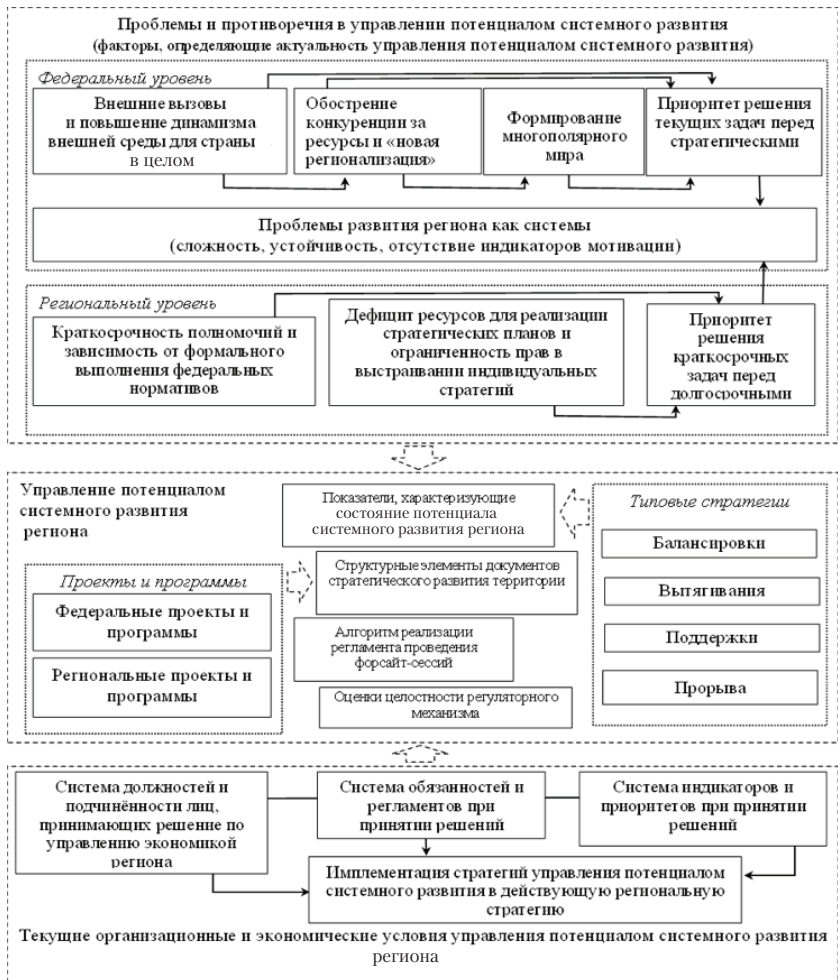 Проблемы и противоречия в управлении потенциалом системного развития
(факторы, определяющие актуальность управления потенциалом системного развития)
Федеральный уровень
Внешние вызовы
и повышение динамизма
внешней среды для страны
в целом
Обострение
конкуренции за
ресурсы и «новая
регионализация»
Формирование
многополярного
мира
Приоритет решения
текущих задач перед
стратегическими
Проблемы развития региона как системы
(сложность, устойчивость, отсутствие индикаторов мотивации)
Региональный уровень
Краткосрочность полномочий и
зависимость от формального
выполнения федеральных
нормативов
Дефицит ресурсов для реализации
стратегических планов и
ограниченность прав в
выстраивании индивидуальных
стратегий
Приоритет
решения
краткосрочных
задач перед
долгосрочными
Управление потенциалом
системного развития
региона
Показатели, характеризующие
состояние потенциала
системного развития региона
Типовые стратегии
Балансировки
Вытягивания
Поддержки
Прорыва
Проекты и программы
Федеральные проекты и
программы
Региональные проекты и
программы
Структурные элементы документов
стратегического развития территории
Алгоритм реализации
регламента проведения
форсайт-сессий
Оценки целостности регуляторного
механизма
Система должностей и
подчинённости лиц,
принимающих решение по
управлению экономикой
региона
Система обязанностей и
регламентов при
принятии решений
Система индикаторов и
приоритетов при принятии
решений
Имплементация стратегий управления потенциалом
системного развития в действующую региональную
стратегию
Текущие организационные и экономические условия управления потенциалом системного развития
региона